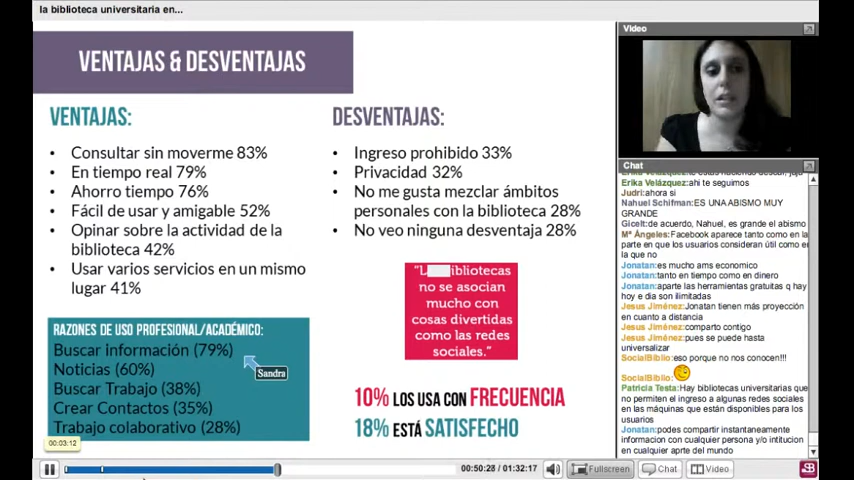 la biblioteca universitaria en...
VENTAJAS & DESVENTAJAS
VENTAJAS:
• Consultar sin moverme 83%
• En tiempo real 79%
• Ahorro tiempo 76%
• Fácil de usar y amigable 52%
• Opinar sobre la actividad de la
biblioteca 42%
• Usar varios servicios en un mismo
lugar 41%
RAZONES DE USO PROFESIONAL/ACADÉMICO:
Buscar información (79%)
Noticias (60%)
Buscar Trabajo (38%)
Crear Contactos (35%)
Trabajo colaborativo (28%)
Sandra
DESVENTAJAS:
• Ingreso prohibido 33%
• Privacidad 32%
• No me gusta mezclar ámbitos
personales con la biblioteca 28%
• No veo ninguna desventaja 28%
no se asocian
mucho con
cosas divertidas
como las redes
sociales."
10% LOS USA CON FRECUENCIA
18% ESTÁ SATISFECHO
Video
Chat
Erika Velázquez:
Erika Velázquez:ahi te seguimos
Judri:ahora si
Nahuel Schifman:ES UNA ABISMO MUY
GRANDE
Gicelt:de acuerdo, Nahuel, es grande el abismo
Mª Ángeles:Facebook aparece tanto como en la
parte en que los usuarios consideran útil como en
la que no
Jonatan:es mucho ams economico
Jonatan:tanto en tiempo como en dinero
Jonatan:aparte las herramientas gratuitas q hay
hoy e dia son ilimitadas
Jesus Jiménez:Jonatan tienen más proyección
en cuanto a distancia
Jesus Jiménez:comparto contigo
Jesus Jiménez:pues se puede hasta
universalizar
SocialBiblio:eso porque no nos conocen!!!
SocialBiblio:
Patricia Testa:Hay bibliotecas universitarias que
no permiten el ingreso a algunas redes sociales
en las máquinas que están disponibles para los
usuarios
Jonatan:podes compartir instantaneamente
informacion con cualquier persona y/o intitucion
en cualquier aprte del mundo
00:03:12
00:50:23 / 01:32:17
Fullscreen
Chat
Video
SB